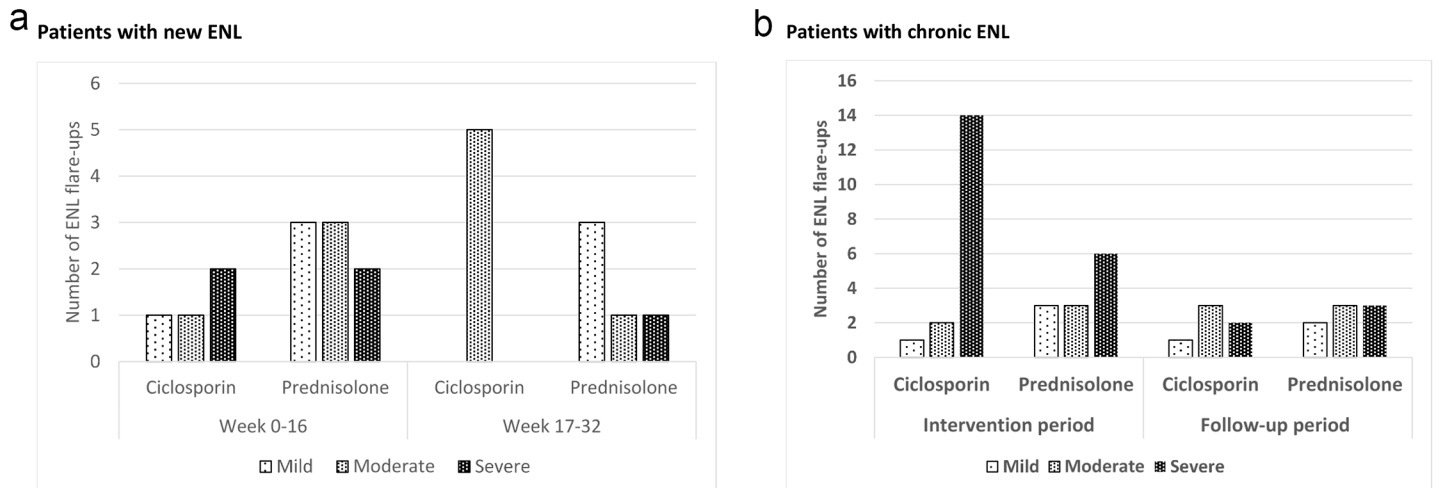 a Patients with new ENL
Number of ENL flare-ups
6
5
4
3
2
1
0
Ciclosporin Prednisolone Ciclosporin Prednisolone
Week 0-16 Week 17-32
Mild Moderate Severe
b Patients with chronic ENL
Number of ENL flare-ups
16
14
12
10
8
6
4
2
0
Ciclosporin Prednisolone Ciclosporin Prednisolone
Intervention period Follow-up period
Mild Moderate Severe